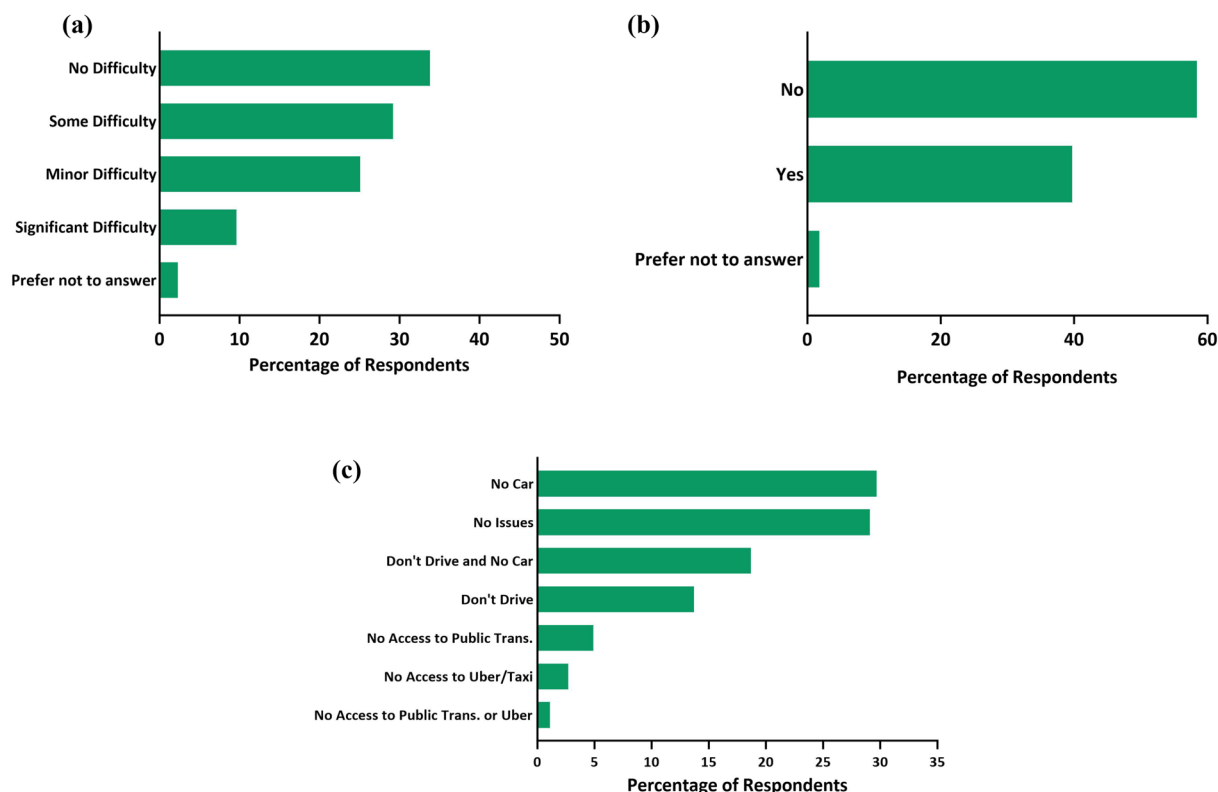 (a)
No Difficulty
Some Difficulty
Minor Difficulty
Significant Difficulty
Prefer not to answer
0 10 20 30 40 50
Percentage of Respondents
(b)
No
Yes
Prefer not to answer
0 20 40 60
Percentage of Respondents
(c)
No Car
No Issues
Don't Drive and No Car
Don't Drive
No Access to Public Trans.
No Access to Uber/Taxi
No Access to Public Trans. or Uber
0 5 10 15 20 25 30 35
Percentage of Respondents